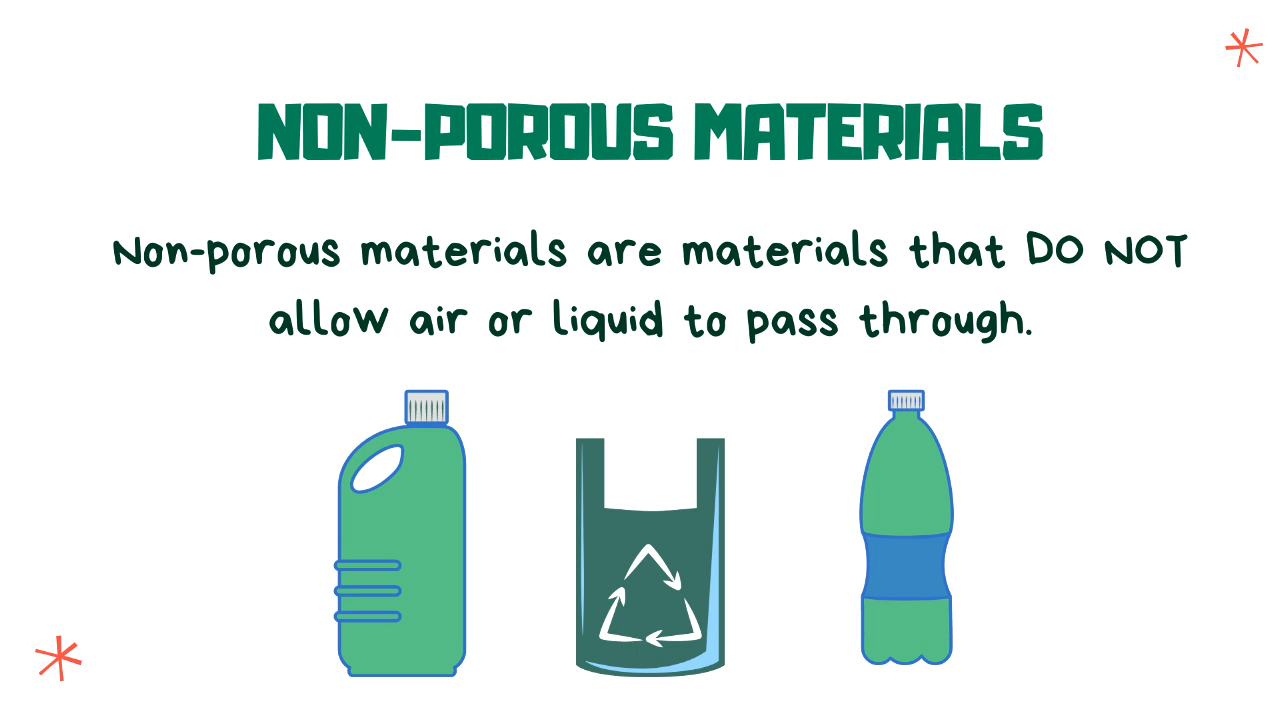 NON-POROUS MATERIALS
Non-porous materials are materials that DO NOT
allow air or liquid to pass through.